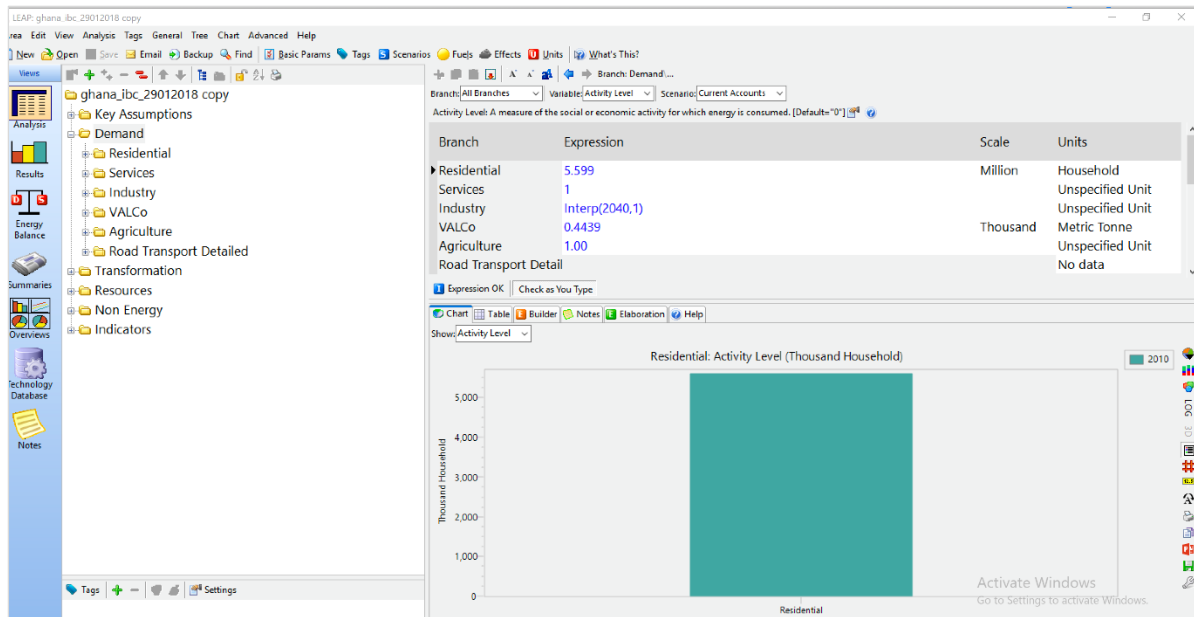 LEAP: ghana_ibc_29012018 copy
rea Edit View Analysis Tags General Tree Chart Advanced Help
New Open Save Email Backup Find Basic Params Tags Scenarios Fuels Effects Units What's This?
Views
Analysis
Results
Energy
Balance
Summaries
Overviews
Technology
Database
Notes
ghana_ibc_29012018 copy
Key Assumptions
Demand
Residential
Services
Industry
VALCo
Agriculture
Road Transport Detailed
Transformation
Resources
Non Energy
Indicators
Tags Settings
Branch: Demand\...
Branch: All Branches Variable: Activity Level Scenario: Current Accounts
Activity Level: A measure of the social or economic activity for which energy is consumed. [Default="0"]
Branch Expression Scale Units
Residential 5.599 Million Household
Services 1 Unspecified Unit
Industry Interp(2040,1) Unspecified Unit
VALCo 0.4439 Thousand Metric Tonne
Agriculture 1.00 Unspecified Unit
Road Transport Detail No data
Expression OK Check as You Type
Chart Table Builder Notes Elaboration Help
Show: Activity Level
Residential: Activity Level (Thousand Household)
2010
Thousand Household
5,000
4,000
3,000
2,000
1,000
0
Residential
LOG
3D
Activate Windows
Go to Settings to activate Windows.